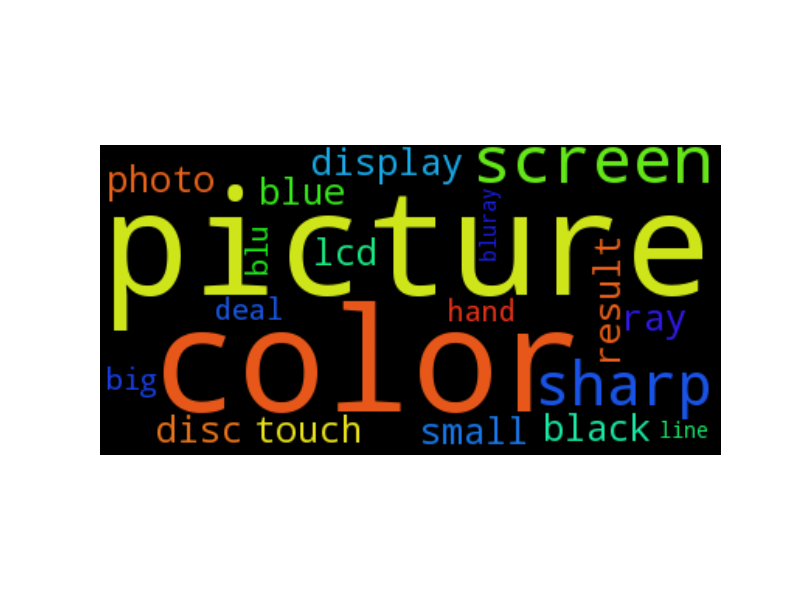 display screen
photo blue
picture
blu lcd bluray
deal hand result ray
color
big sharp
disc touch small black line